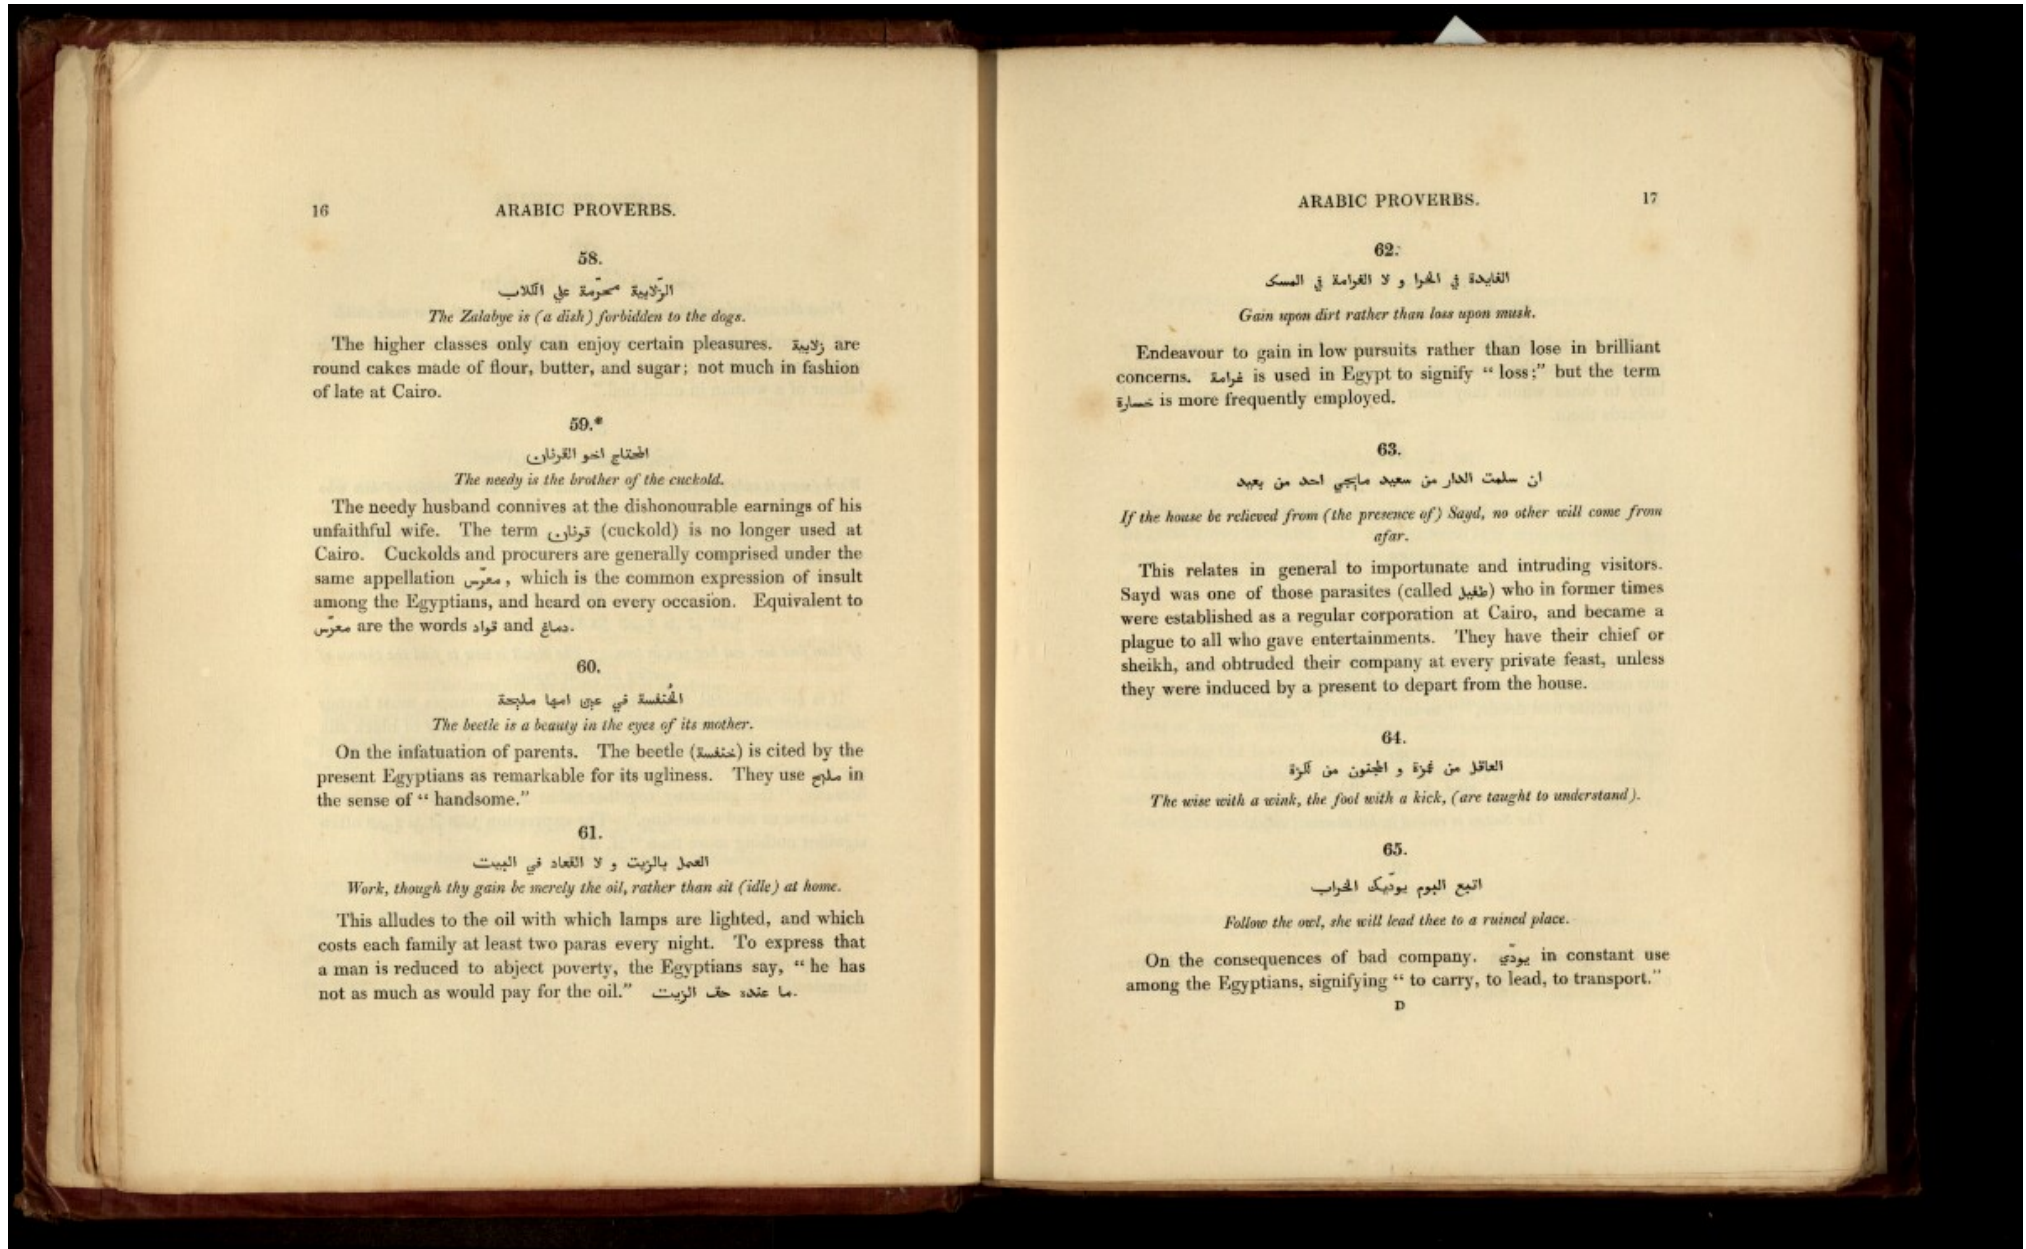 16
ARABIC PROVERBS.
58.
الزّلابية محرّمة علي الكلاب
The Zalabye is (a dish) forbidden to the dogs.
The higher classes only can enjoy certain pleasures. زلابية are
round cakes made of flour, butter, and sugar; not much in fashion
of late at Cairo.
59.*
المحتاج اخو القرنان
The needy is the brother of the cuckold.
The needy husband connives at the dishonourable earnings of his
unfaithful wife. The term قرنان (cuckold) is no longer used at
Cairo. Cuckolds and procurers are generally comprised under the
same appellation معرّس, which is the common expression of insult
among the Egyptians, and heard on every occasion. Equivalent to
معرّس are the words قواد and دماغ.
60.
الخُنفسة في عين امها مليحة
The beetle is a beauty in the eyes of its mother.
On the infatuation of parents. The beetle (خنفسة) is cited by the
present Egyptians as remarkable for its ugliness. They use مليح in
the sense of “ handsome.”
61.
العمل بالزيت و لا القعاد في البيت
Work, though thy gain be merely the oil, rather than sit (idle) at home.
This alludes to the oil with which lamps are lighted, and which
costs each family at least two paras every night. To express that
a man is reduced to abject poverty, the Egyptians say, “ he has
not as much as would pay for the oil.” ما عنده حق الزيت.
ARABIC PROVERBS.
17
62.
الفايدة في الخرا و لا الغرامة في المسك
Gain upon dirt rather than loss upon musk.
Endeavour to gain in low pursuits rather than lose in brilliant
concerns. غرامة is used in Egypt to signify “ loss;” but the term
خسارة is more frequently employed.
63.
ان سلمت الدار من سعيد مايجي احد من بعيد
If the house be relieved from (the presence of) Sayd, no other will come from
afar.
This relates in general to importunate and intruding visitors.
Sayd was one of those parasites (called طفيل) who in former times
were established as a regular corporation at Cairo, and became a
plague to all who gave entertainments. They have their chief or
sheikh, and obtruded their company at every private feast, unless
they were induced by a present to depart from the house.
64.
العاقل من غمزة و المجنون من لكزة
The wise with a wink, the fool with a kick, (are taught to understand).
65.
اتبع البوم يودّيك الخراب
Follow the owl, she will lead thee to a ruined place.
On the consequences of bad company. يودّي in constant use
among the Egyptians, signifying “ to carry, to lead, to transport.”
D